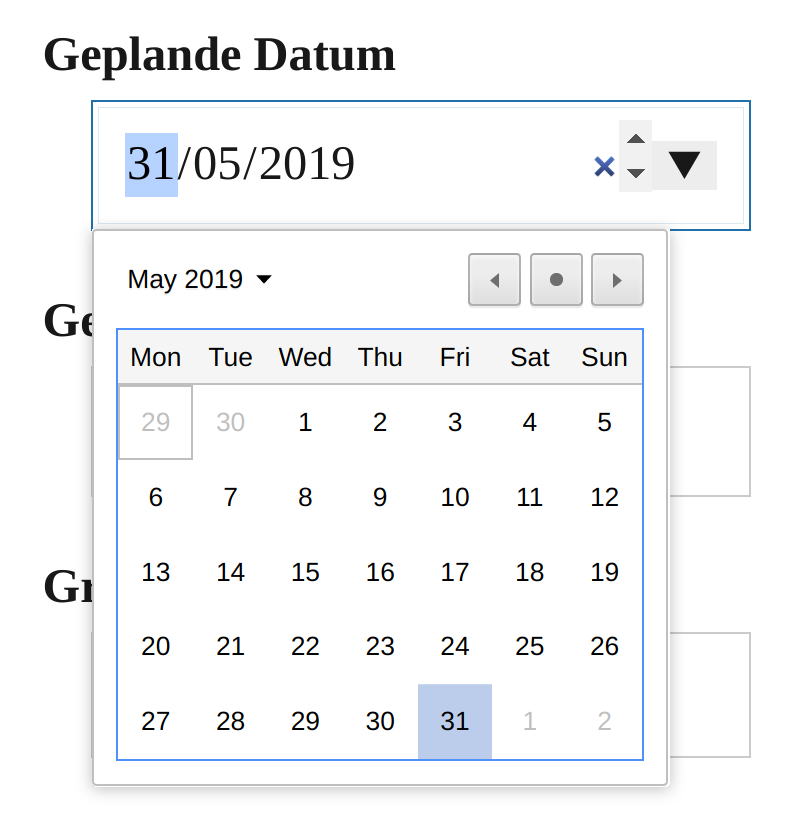 Geplande Datum
31/05/2019
May 2019
Ge
Mon Tue Wed Thu Fri Sat Sun
29 30 1 2 3 4 5
6 7 8 9 10 11 12
13 14 15 16 17 18 19
Gr
20 21 22 23 24 25 26
27 28 29 30 31 1 2